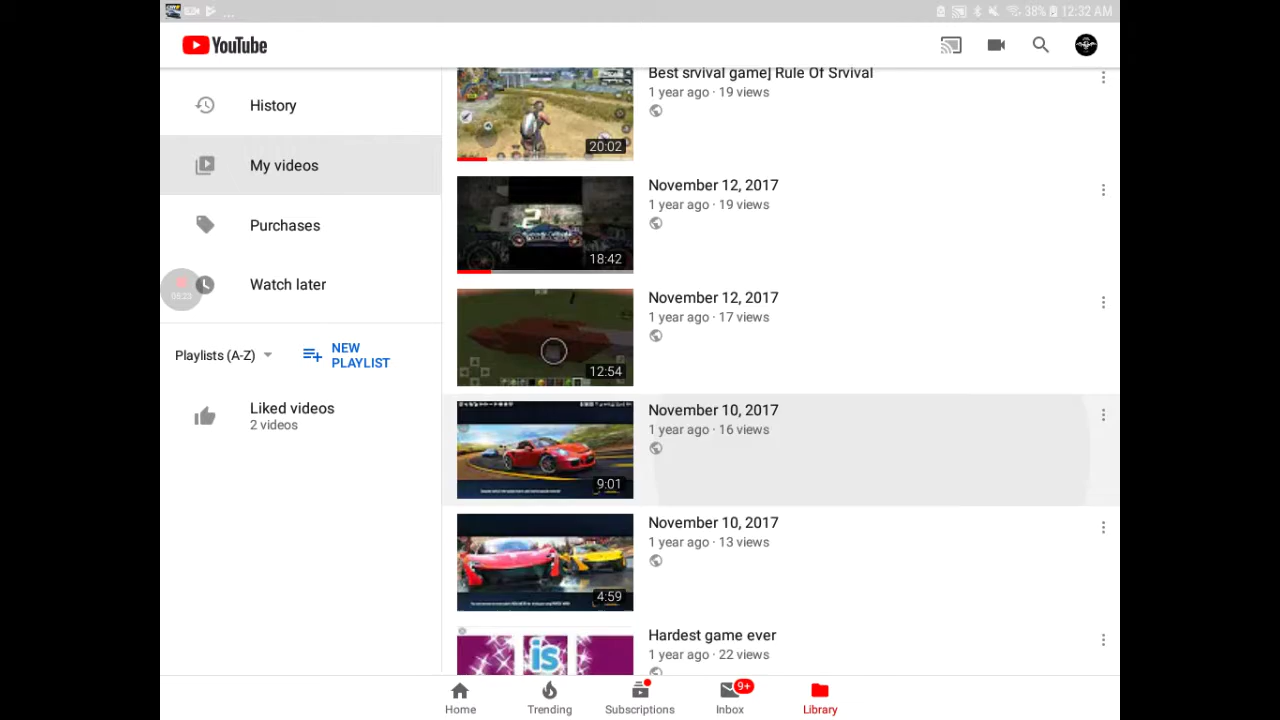 38% 12:32 AM
YouTube
History
My videos
Purchases
Watch later
Playlists (A-Z)
NEW
PLAYLIST
Liked videos
2 videos
Best srvival game| Rule Of Srvival
1 year ago · 19 views
20:02
November 12, 2017
1 year ago · 19 views
2
18:42
November 12, 2017
1 year ago · 17 views
12:54
November 10, 2017
1 year ago · 16 views
9:01
November 10, 2017
1 year ago · 13 views
4:59
Hardest game ever
1 year ago · 22 views
is
Home
Trending
Subscriptions
9+
Inbox
Library